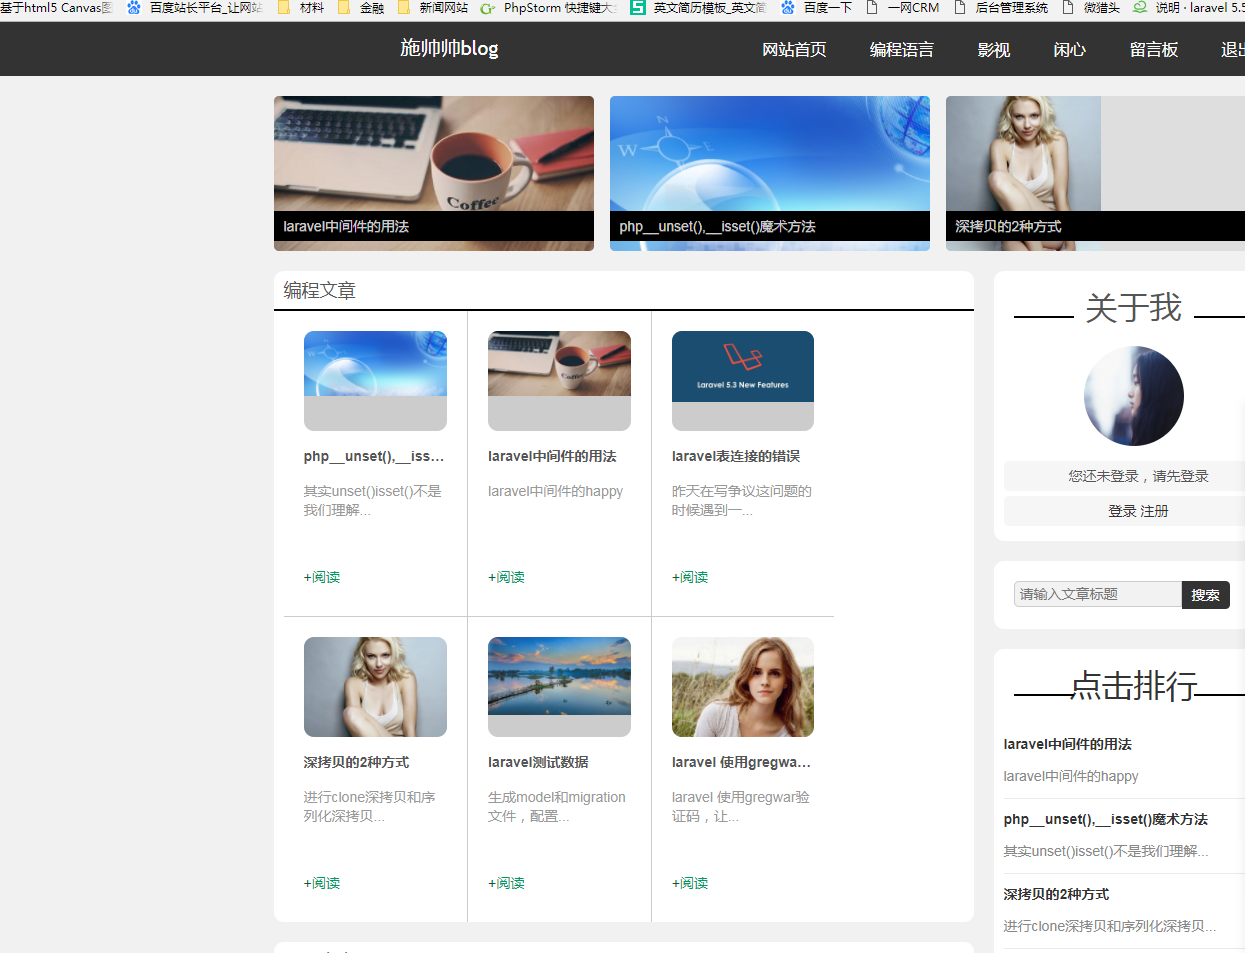 基于html5 Canvas图 百度站长平台_让网站 材料 金融 新闻网站 PhpStorm 快捷键大全 英文简历模板_英文简 百度一下 一网CRM 后台管理系统 微猎头 说明 · laravel 5.5
施帅帅blog 网站首页 编程语言 影视 闲心 留言板 退出
Coffee
laravel中间件的用法 php__unset(),__isset()魔术方法 深拷贝的2种方式
编程文章
关于我
Laravel 5.3 New Features
php__unset(),__iss... laravel中间件的用法 laravel表连接的错误
其实unset()isset()不是我们理解... laravel中间件的happy 昨天在写争议这问题的时候遇到一...
+阅读 +阅读 +阅读
您还未登录，请先登录
登录 注册
请输入文章标题 搜索
深拷贝的2种方式 laravel测试数据 laravel 使用gregwa...
进行clone深拷贝和序列化深拷贝... 生成model和migration文件，配置... laravel 使用gregwar验证码，让...
+阅读 +阅读 +阅读
点击排行
laravel中间件的用法
laravel中间件的happy
php__unset(),__isset()魔术方法
其实unset()isset()不是我们理解...
深拷贝的2种方式
进行clone深拷贝和序列化深拷贝...